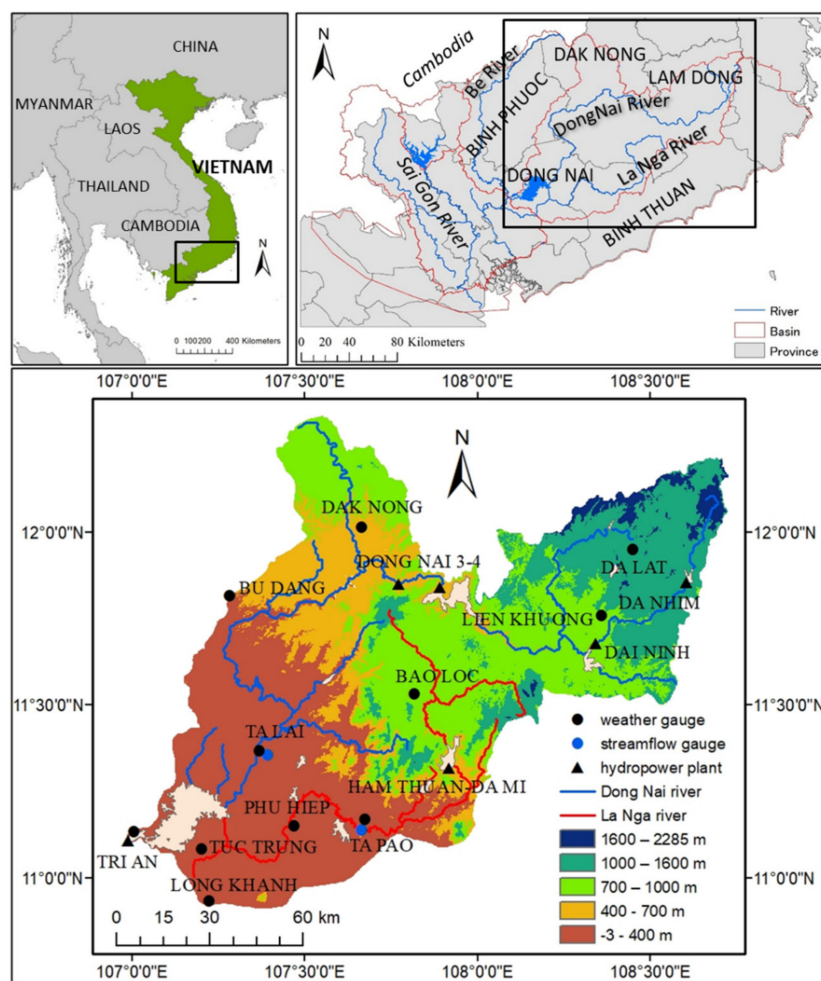 CHINA
MYANMAR
LAOS
VIETNAM
THAILAND
CAMBODIA
N
0 100200 400 Kilometers
N
Cambodia
Be River
DAK NONG
LAM DONG
BINH PHUOC
DongNai River
Sai Gon River
La Nga River
DONG NAI
BINH THUAN
River
Basin
Province
0 10 20 40 60 80 Kilometers
107°0'0"E 107°30'0"E 108°0'0"E 108°30'0"E
N
12°0'0"N 12°0'0"N
DAK NONG
DONG NAI 3-4
BU DANG
DA LAT
DA NHIM
LIEN KHUONG
DAI NINH
BAO LOC
11°30'0"N 11°30'0"N
TA LAI
HAM THUAN-DA MI
PHU HIEP
TUC TRUNG
TA PAO
TRI AN
LONG KHANH
11°0'0"N 11°0'0"N
weather gauge
streamflow gauge
hydropower plant
Dong Nai river
La Nga river
1600 – 2285 m
1000 – 1600 m
700 – 1000 m
400 - 700 m
-3 - 400 m
0 15 30 60 km
107°0'0"E 107°30'0"E 108°0'0"E 108°30'0"E